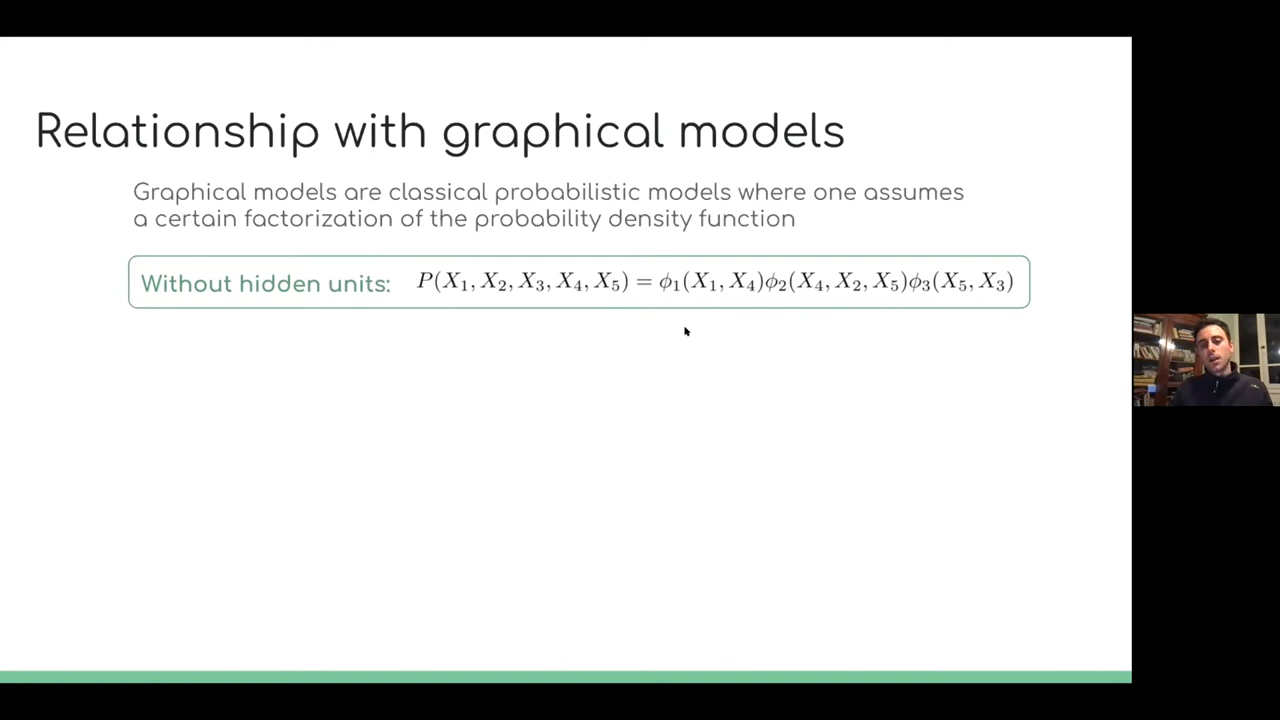 Relationship with graphical models
Graphical models are classical probabilistic models where one assumes
a certain factorization of the probability density function
Without hidden units: P(X₁, X₂, X₃, X₄, X₅) = ϕ₁(X₁, X₄)ϕ₂(X₄, X₂, X₅)ϕ₃(X₅, X₃)